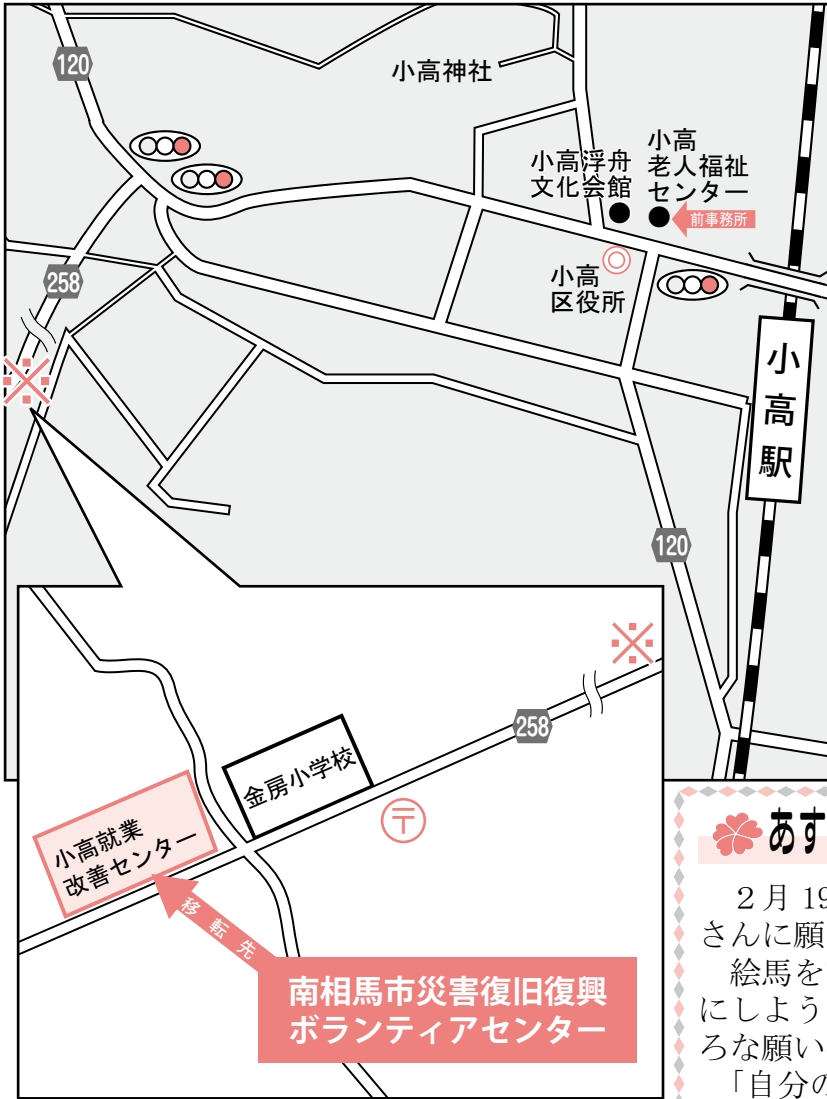 120
小高神社
小高浮舟
文化会館
小高
老人福祉
センター
前事務所
258
小高
区役所
小高駅
120
※
※
258
金房小学校
〒
小高就業
改善センター
移転先
南相馬市災害復旧復興
ボランティアセンター
あす
２月 19
さんに願
絵馬を
にしよう
ろな願い
「自分の